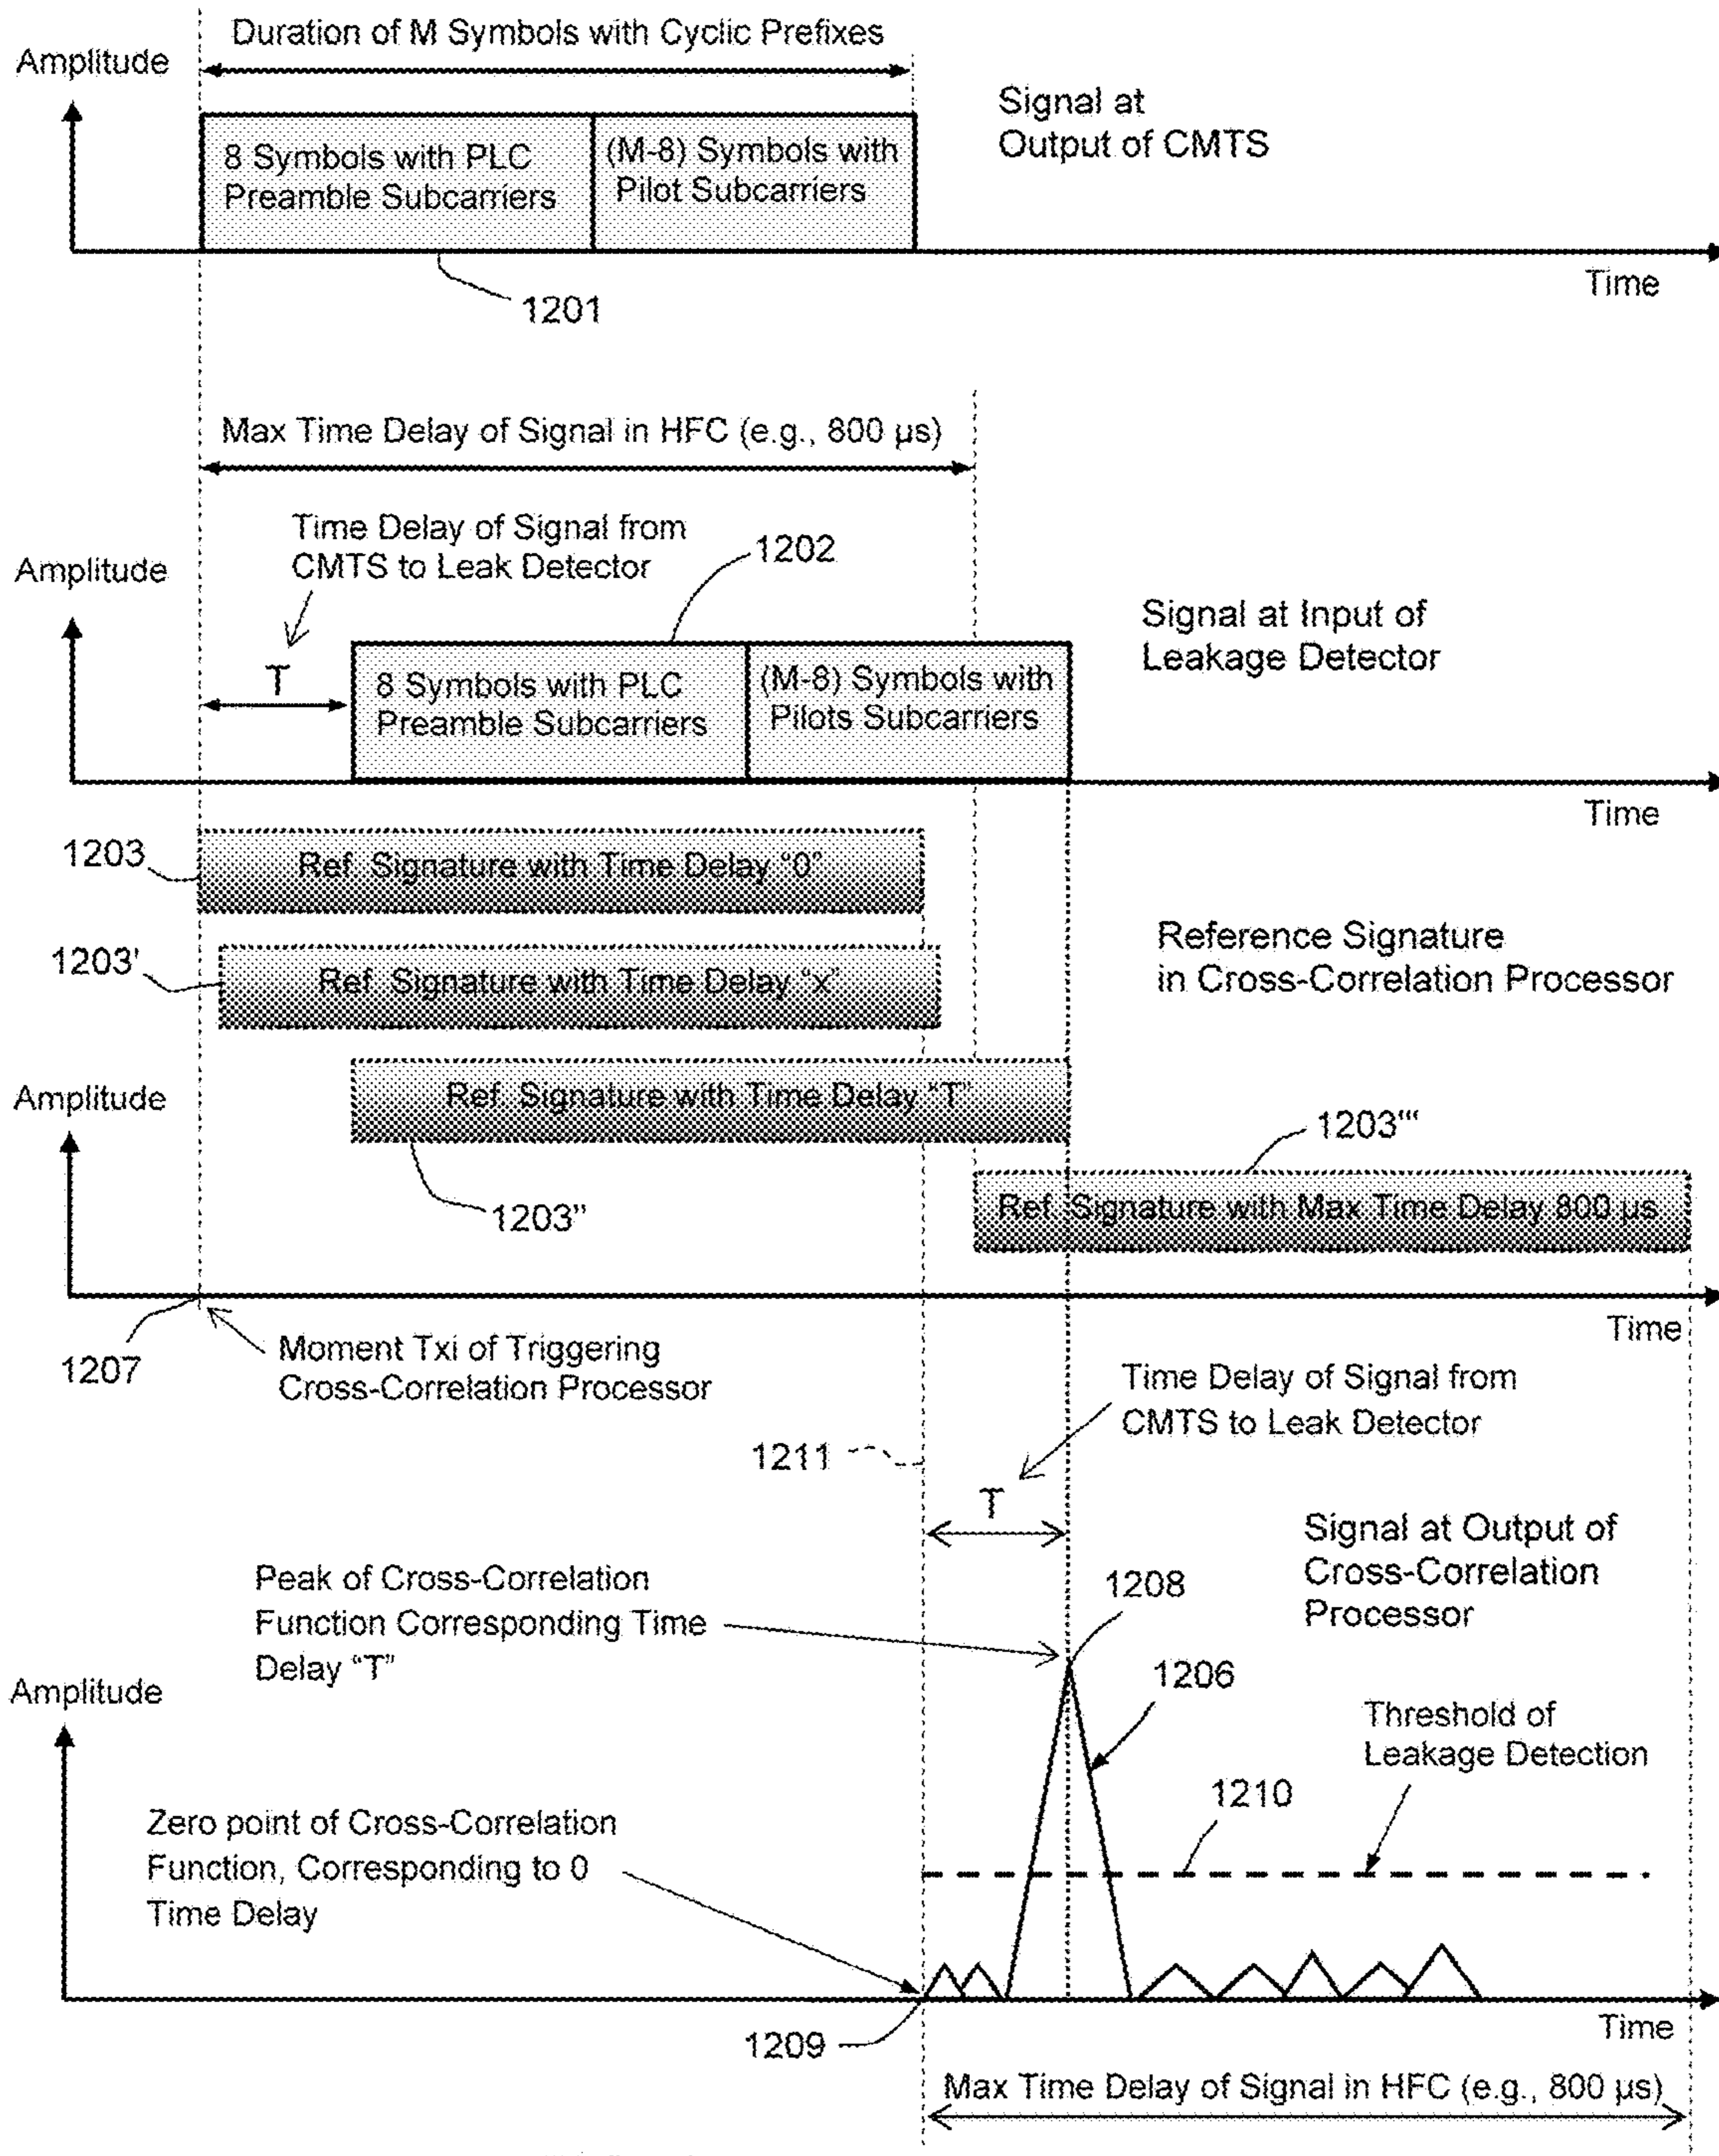 Duration of M Symbols with Cyclic Prefixes
Amplitude
Signal at
Output of CMTS
8 Symbols with PLC
Preamble Subcarriers
(M-8) Symbols with
Pilot Subcarriers
Time
1201
Max Time Delay of Signal in HFC (e.g., 800 µs)
Time Delay of Signal from
CMTS to Leak Detector
1202
Amplitude
Signal at Input of
Leakage Detector
T
8 Symbols with PLC
Preamble Subcarriers
(M-8) Symbols with
Pilots Subcarriers
Time
1203
Ref. Signature with Time Delay "0"
Reference Signature
in Cross-Correlation Processor
1203'
Ref. Signature with Time Delay "x"
Amplitude
Ref. Signature with Time Delay "T"
1203'''
1203''
Ref. Signature with Max Time Delay 800 µs
Time
1207
Moment Txi of Triggering
Cross-Correlation Processor
Time Delay of Signal from
CMTS to Leak Detector
1211
T
Signal at Output of
Cross-Correlation
Processor
Peak of Cross-Correlation
Function Corresponding Time
Delay "T"
1208
1206
Amplitude
Threshold of
Leakage Detection
1210
Zero point of Cross-Correlation
Function, Corresponding to 0
Time Delay
Time
1209
Max Time Delay of Signal in HFC (e.g., 800 µs)